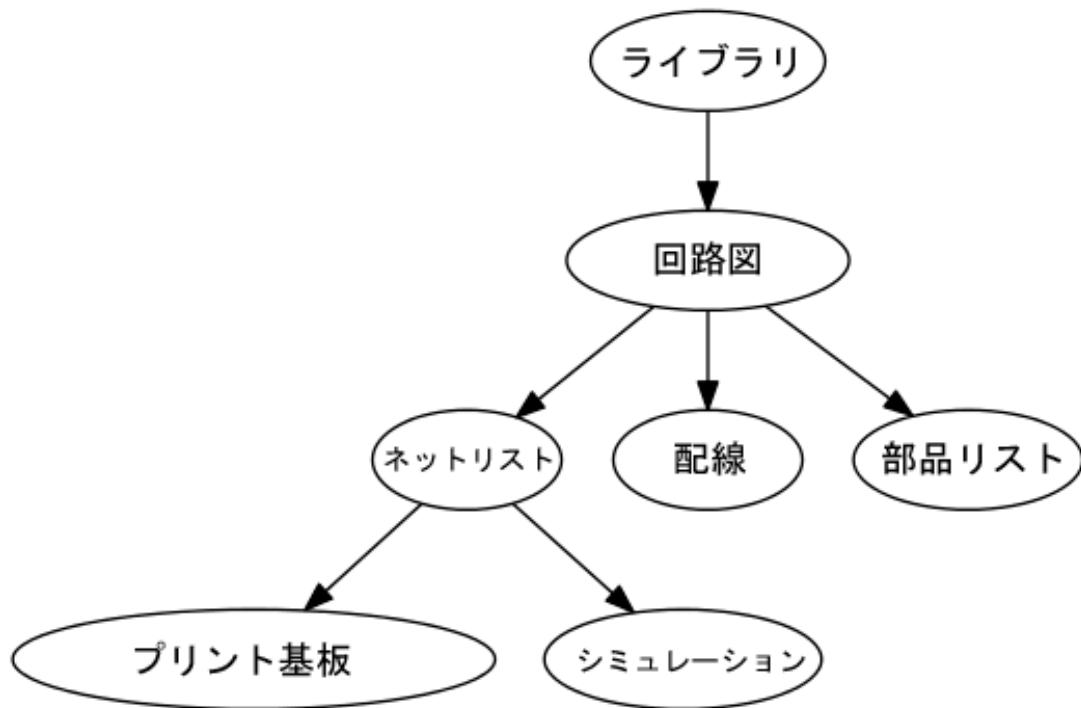 ライブラリ
回路図
ネットリスト
配線
部品リスト
プリント基板
シミュレーション